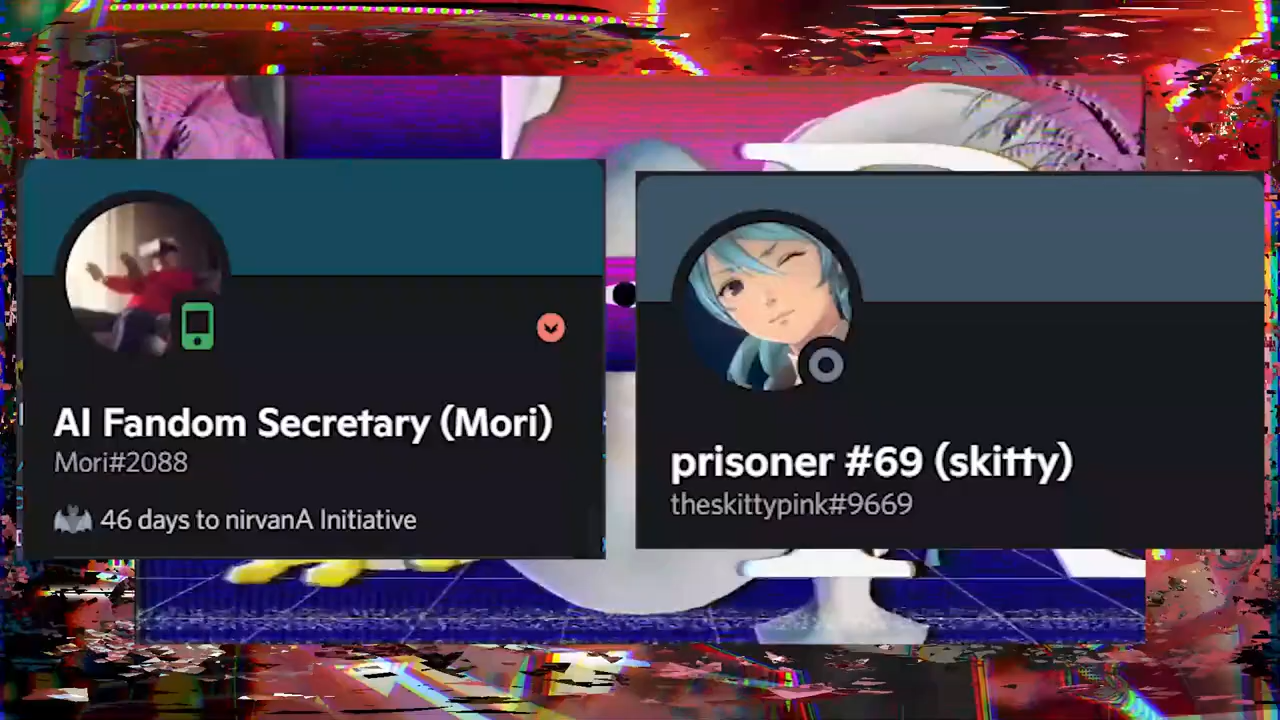 AI Fandom Secretary (Mori)
Mori#2088
46 days to nirvanA Initiative
prisoner #69 (skitty)
theskittypink#9669